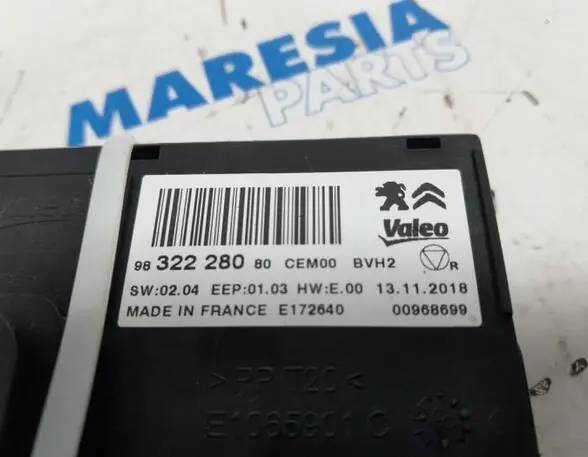 MARESIA
PARTS
Valeo
98 322 280 80 CEM00 BVH2 R
SW:02.04 EEP:01.03 HW:E.00 13.11.2018
MADE IN FRANCE E172640 00968699
>PP T20<
E1065901 C